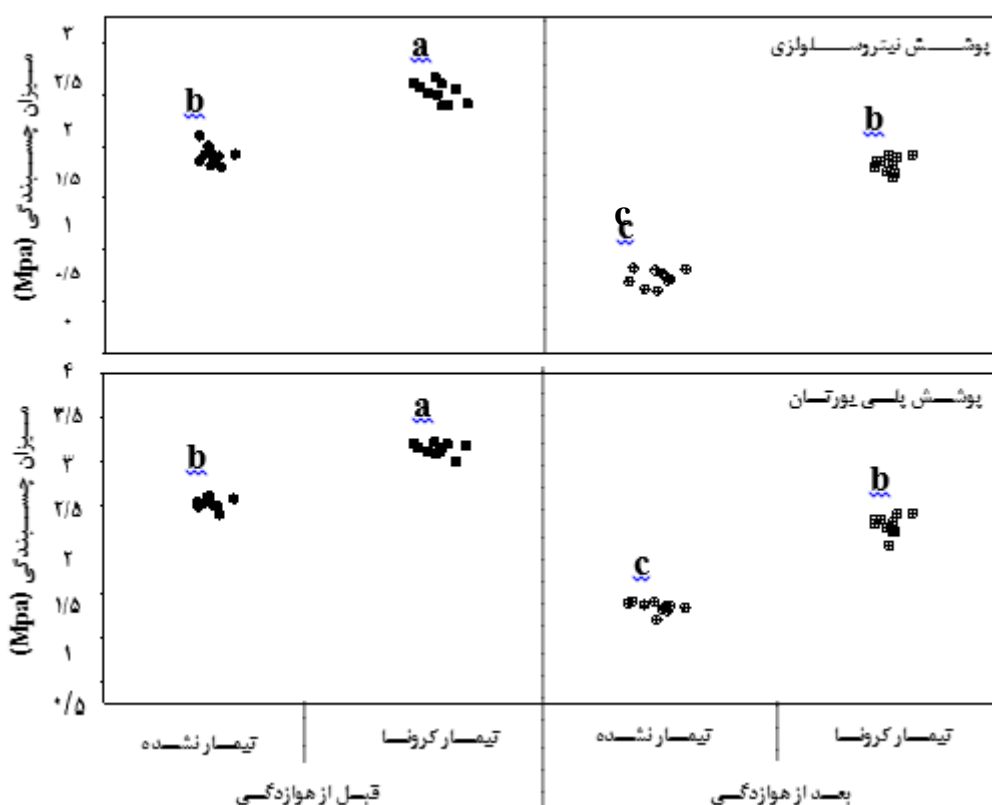 پوشش نیتروسلولزی
میزان چسبندگی (Mpa)
۳
۲/۵
۲
۱/۵
۱
۰/۵
۰
b
a
c
c
b
پوشش پلی یورتان
میزان چسبندگی (Mpa)
۴
۳/۵
۳
۲/۵
۲
۱/۵
۱
۰/۵
b
a
c
b
تیمار نشده
تیمار کرونا
تیمار نشده
تیمار کرونا
قبل از هوازدگی
بعد از هوازدگی